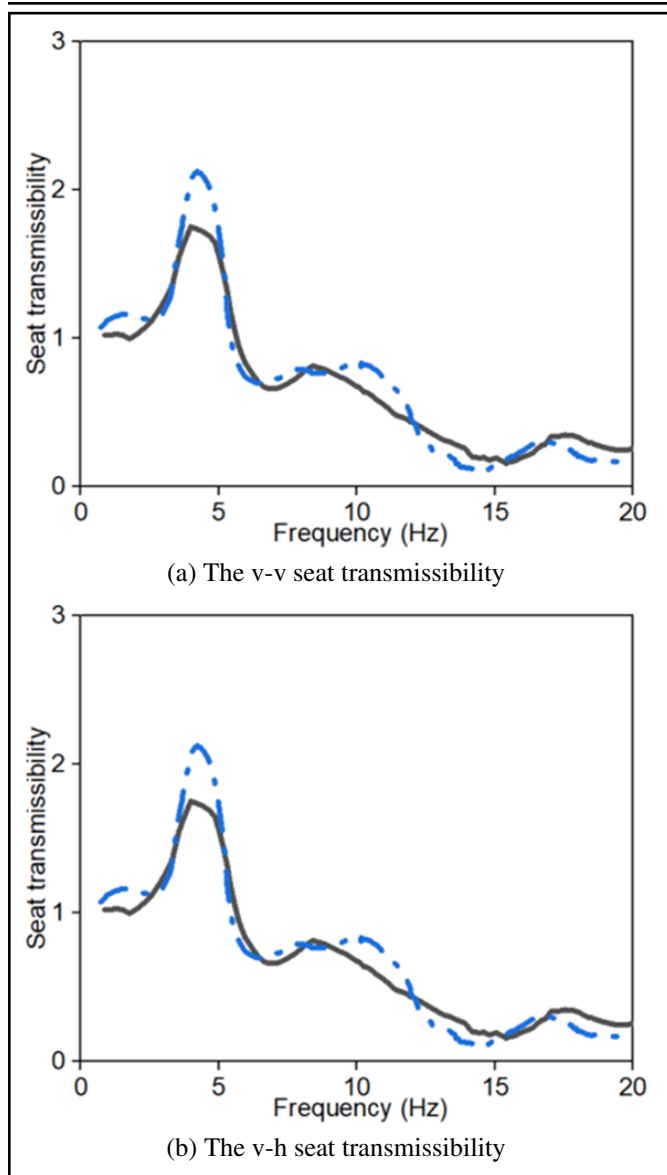 3
2
1
0
Seat transmissibility
0 5 10 15 20
Frequency (Hz)
(a) The v-v seat transmissibility
3
2
1
0
Seat transmissibility
0 5 10 15 20
Frequency (Hz)
(b) The v-h seat transmissibility